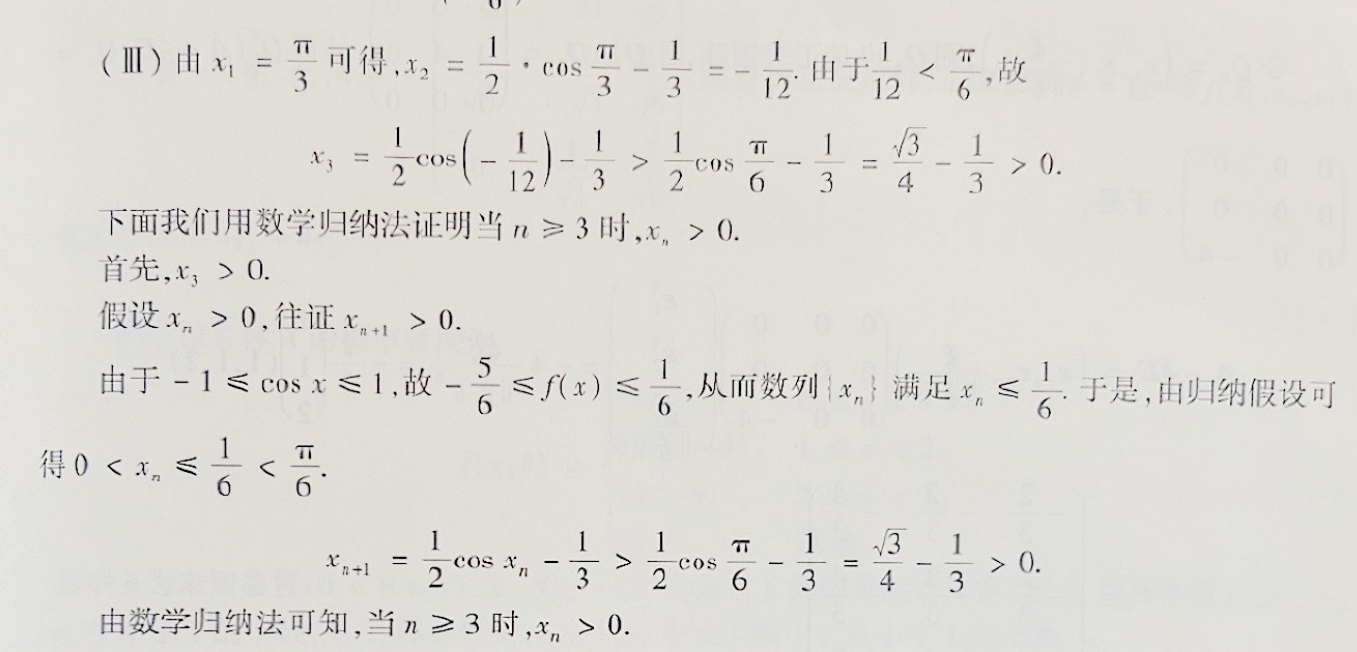 (Ⅲ)由 x₁ = π/3 可得,x₂ = 1/2 · cos π/3 − 1/3 = − 1/12. 由于 1/12 < π/6,故
x₃ = 1/2 cos(− 1/12) − 1/3 > 1/2 cos π/6 − 1/3 = √3/4 − 1/3 > 0.
下面我们用数学归纳法证明当 n ≥ 3 时,xₙ > 0.
首先,x₃ > 0.
假设 xₙ > 0,往证 xₙ₊₁ > 0.
由于 − 1 ≤ cos x ≤ 1,故 − 5/6 ≤ f(x) ≤ 1/6,从而数列{xₙ}满足 xₙ ≤ 1/6. 于是,由归纳假设可
得 0 < xₙ ≤ 1/6 < π/6.
xₙ₊₁ = 1/2 cos xₙ − 1/3 > 1/2 cos π/6 − 1/3 = √3/4 − 1/3 > 0.
由数学归纳法可知,当 n ≥ 3 时,xₙ > 0.